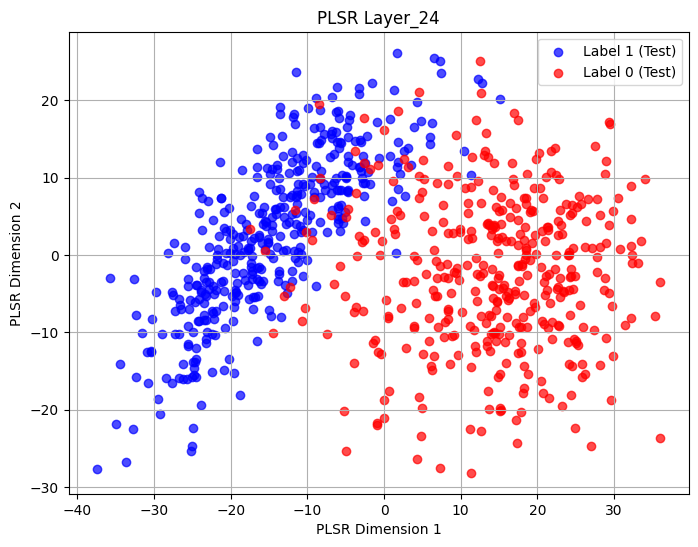 PLSR Layer_24
Label 1 (Test)
Label 0 (Test)
PLSR Dimension 2
20
10
0
−10
−20
−30
−40
−30
−20
−10
0
10
20
30
PLSR Dimension 1